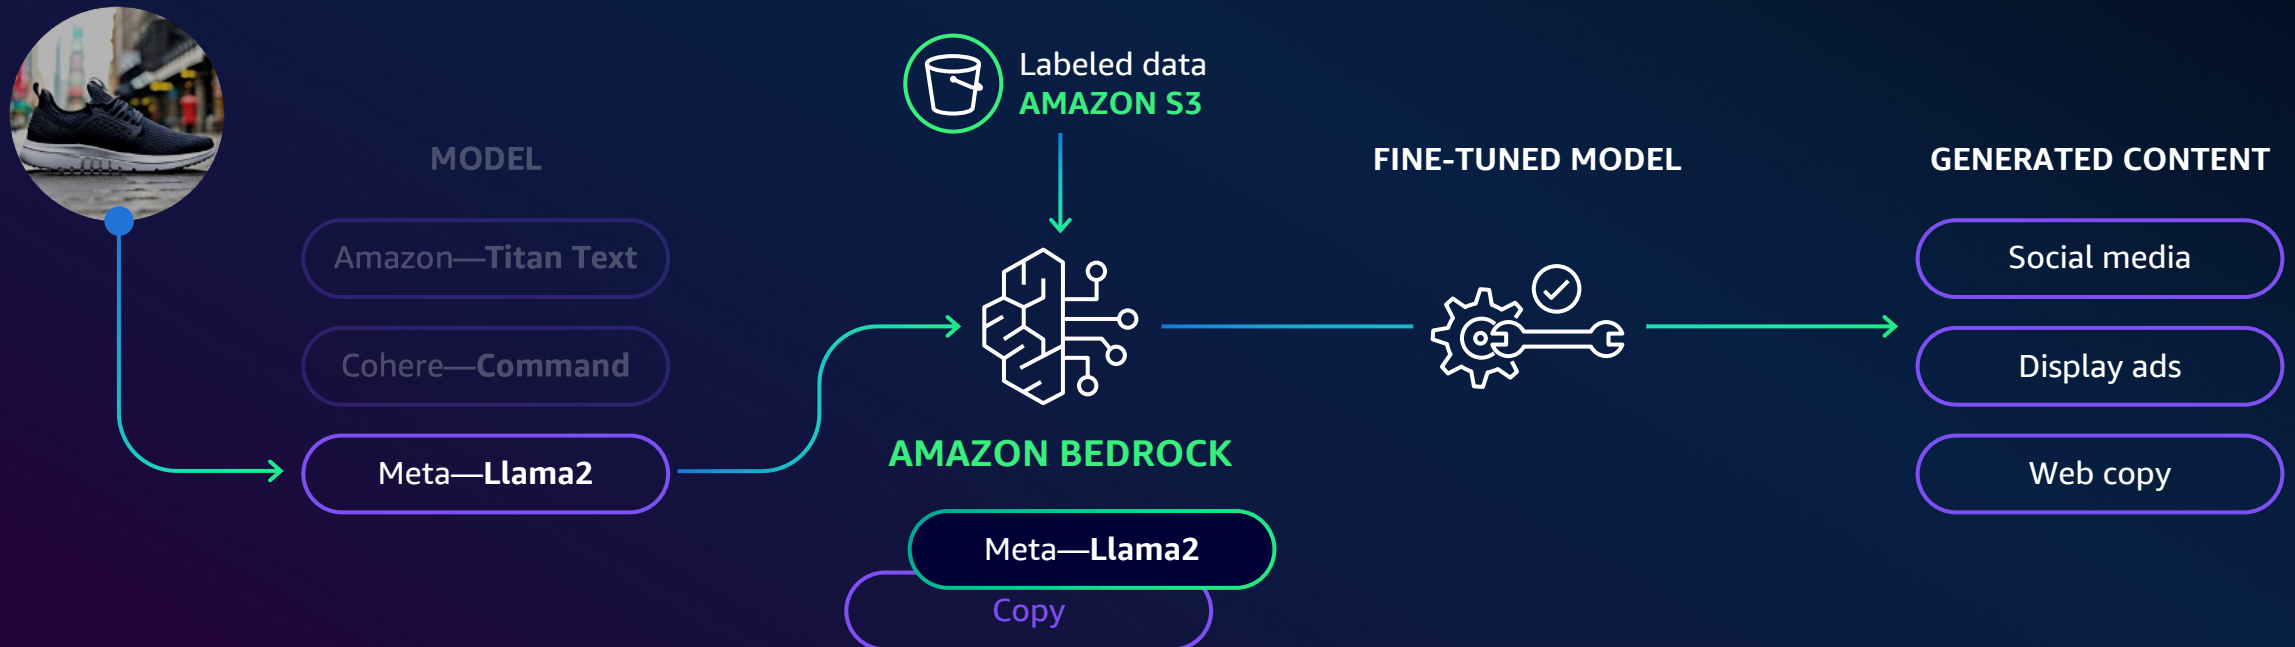 Labeled data
AMAZON S3
MODEL
FINE-TUNED MODEL
GENERATED CONTENT
Amazon—Titan Text
Cohere—Command
Meta—Llama2
AMAZON BEDROCK
Meta—Llama2
Copy
Social media
Display ads
Web copy